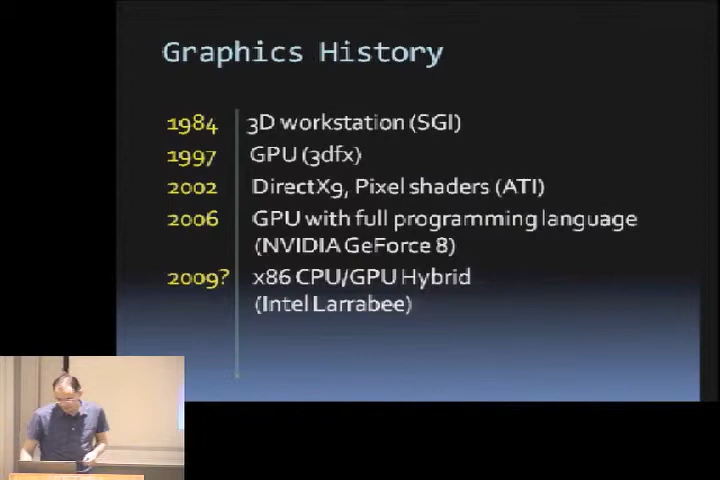 Graphics History
1984 3D workstation (SGI)
1997 GPU (3dfx)
2002 DirectX9, Pixel shaders (ATI)
2006 GPU with full programming language
(NVIDIA GeForce 8)
2009? x86 CPU/GPU Hybrid
(Intel Larrabee)